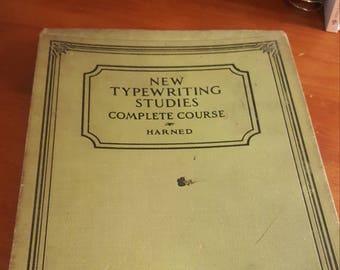 NEW
TYPEWRITING
STUDIES
COMPLETE COURSE
HARNED